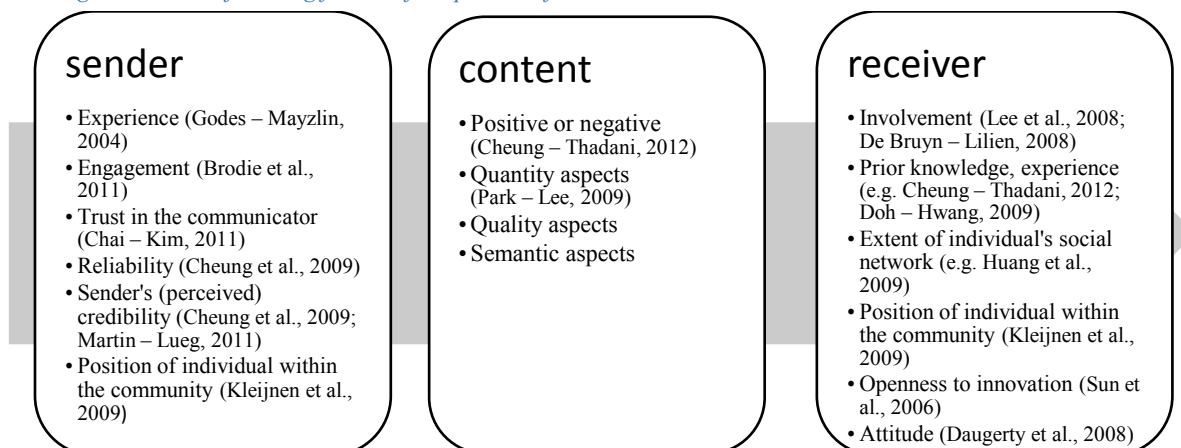 sender
• Experience (Godes – Mayzlin,
2004)
• Engagement (Brodie et al.,
2011)
• Trust in the communicator
(Chai – Kim, 2011)
• Reliability (Cheung et al., 2009)
• Sender's (perceived)
credibility (Cheung et al., 2009;
Martin – Lueg, 2011)
• Position of individual within
the community (Kleijnen et al.,
2009)
content
• Positive or negative
(Cheung – Thadani, 2012)
• Quantity aspects
(Park – Lee, 2009)
• Quality aspects
• Semantic aspects
receiver
• Involvement (Lee et al., 2008;
De Bruyn – Lilien, 2008)
• Prior knowledge, experience
(e.g. Cheung – Thadani, 2012;
Doh – Hwang, 2009)
• Extent of individual's social
network (e.g. Huang et al.,
2009)
• Position of individual within
the community (Kleijnen et al.,
2009)
• Openness to innovation (Sun et
al., 2006)
• Attitude (Daugerty et al., 2008)